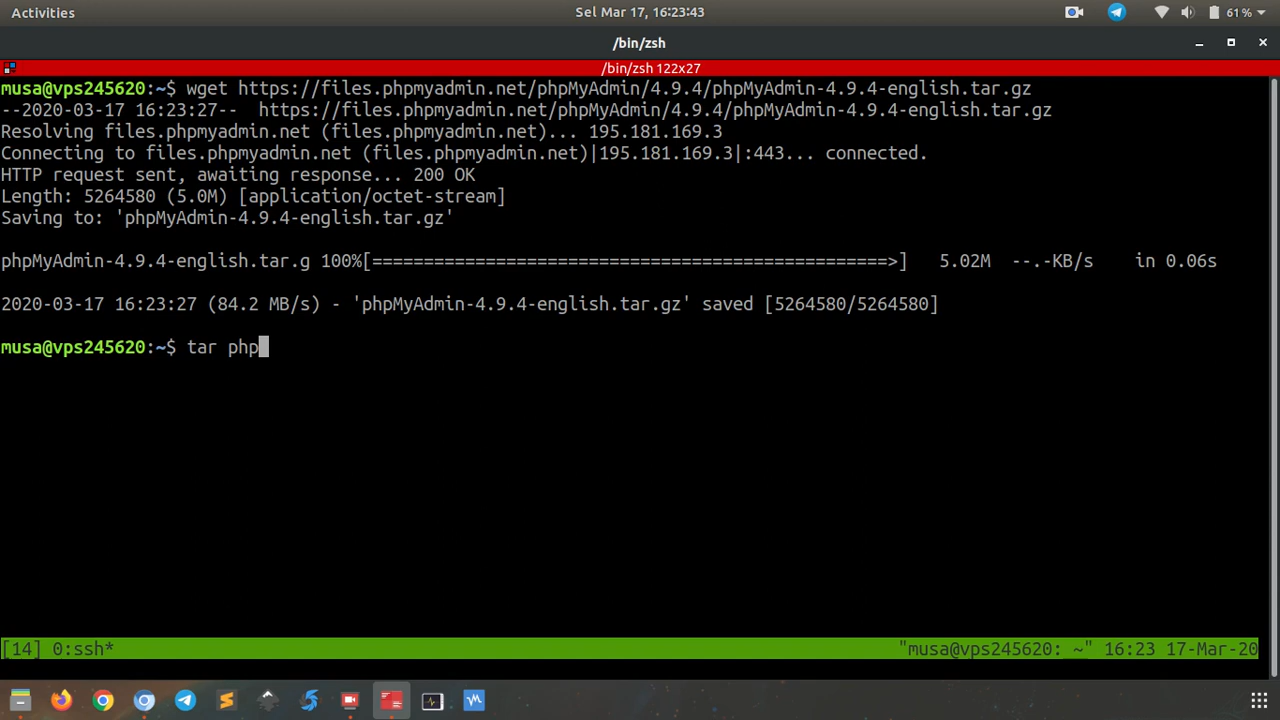 Activities
Sel Mar 17, 16:23:43
61%
/bin/zsh
/bin/zsh 122x27
musa@vps245620:~$ wget https://files.phpmyadmin.net/phpMyAdmin/4.9.4/phpMyAdmin-4.9.4-english.tar.gz
--2020-03-17 16:23:27--  https://files.phpmyadmin.net/phpMyAdmin/4.9.4/phpMyAdmin-4.9.4-english.tar.gz
Resolving files.phpmyadmin.net (files.phpmyadmin.net)... 195.181.169.3
Connecting to files.phpmyadmin.net (files.phpmyadmin.net)|195.181.169.3|:443... connected.
HTTP request sent, awaiting response... 200 OK
Length: 5264580 (5.0M) [application/octet-stream]
Saving to: 'phpMyAdmin-4.9.4-english.tar.gz'
phpMyAdmin-4.9.4-english.tar.g 100%[==================================================>]   5.02M  --.-KB/s    in 0.06s
2020-03-17 16:23:27 (84.2 MB/s) - 'phpMyAdmin-4.9.4-english.tar.gz' saved [5264580/5264580]
musa@vps245620:~$ tar php
[14] 0:ssh*
"musa@vps245620: ~" 16:23 17-Mar-20